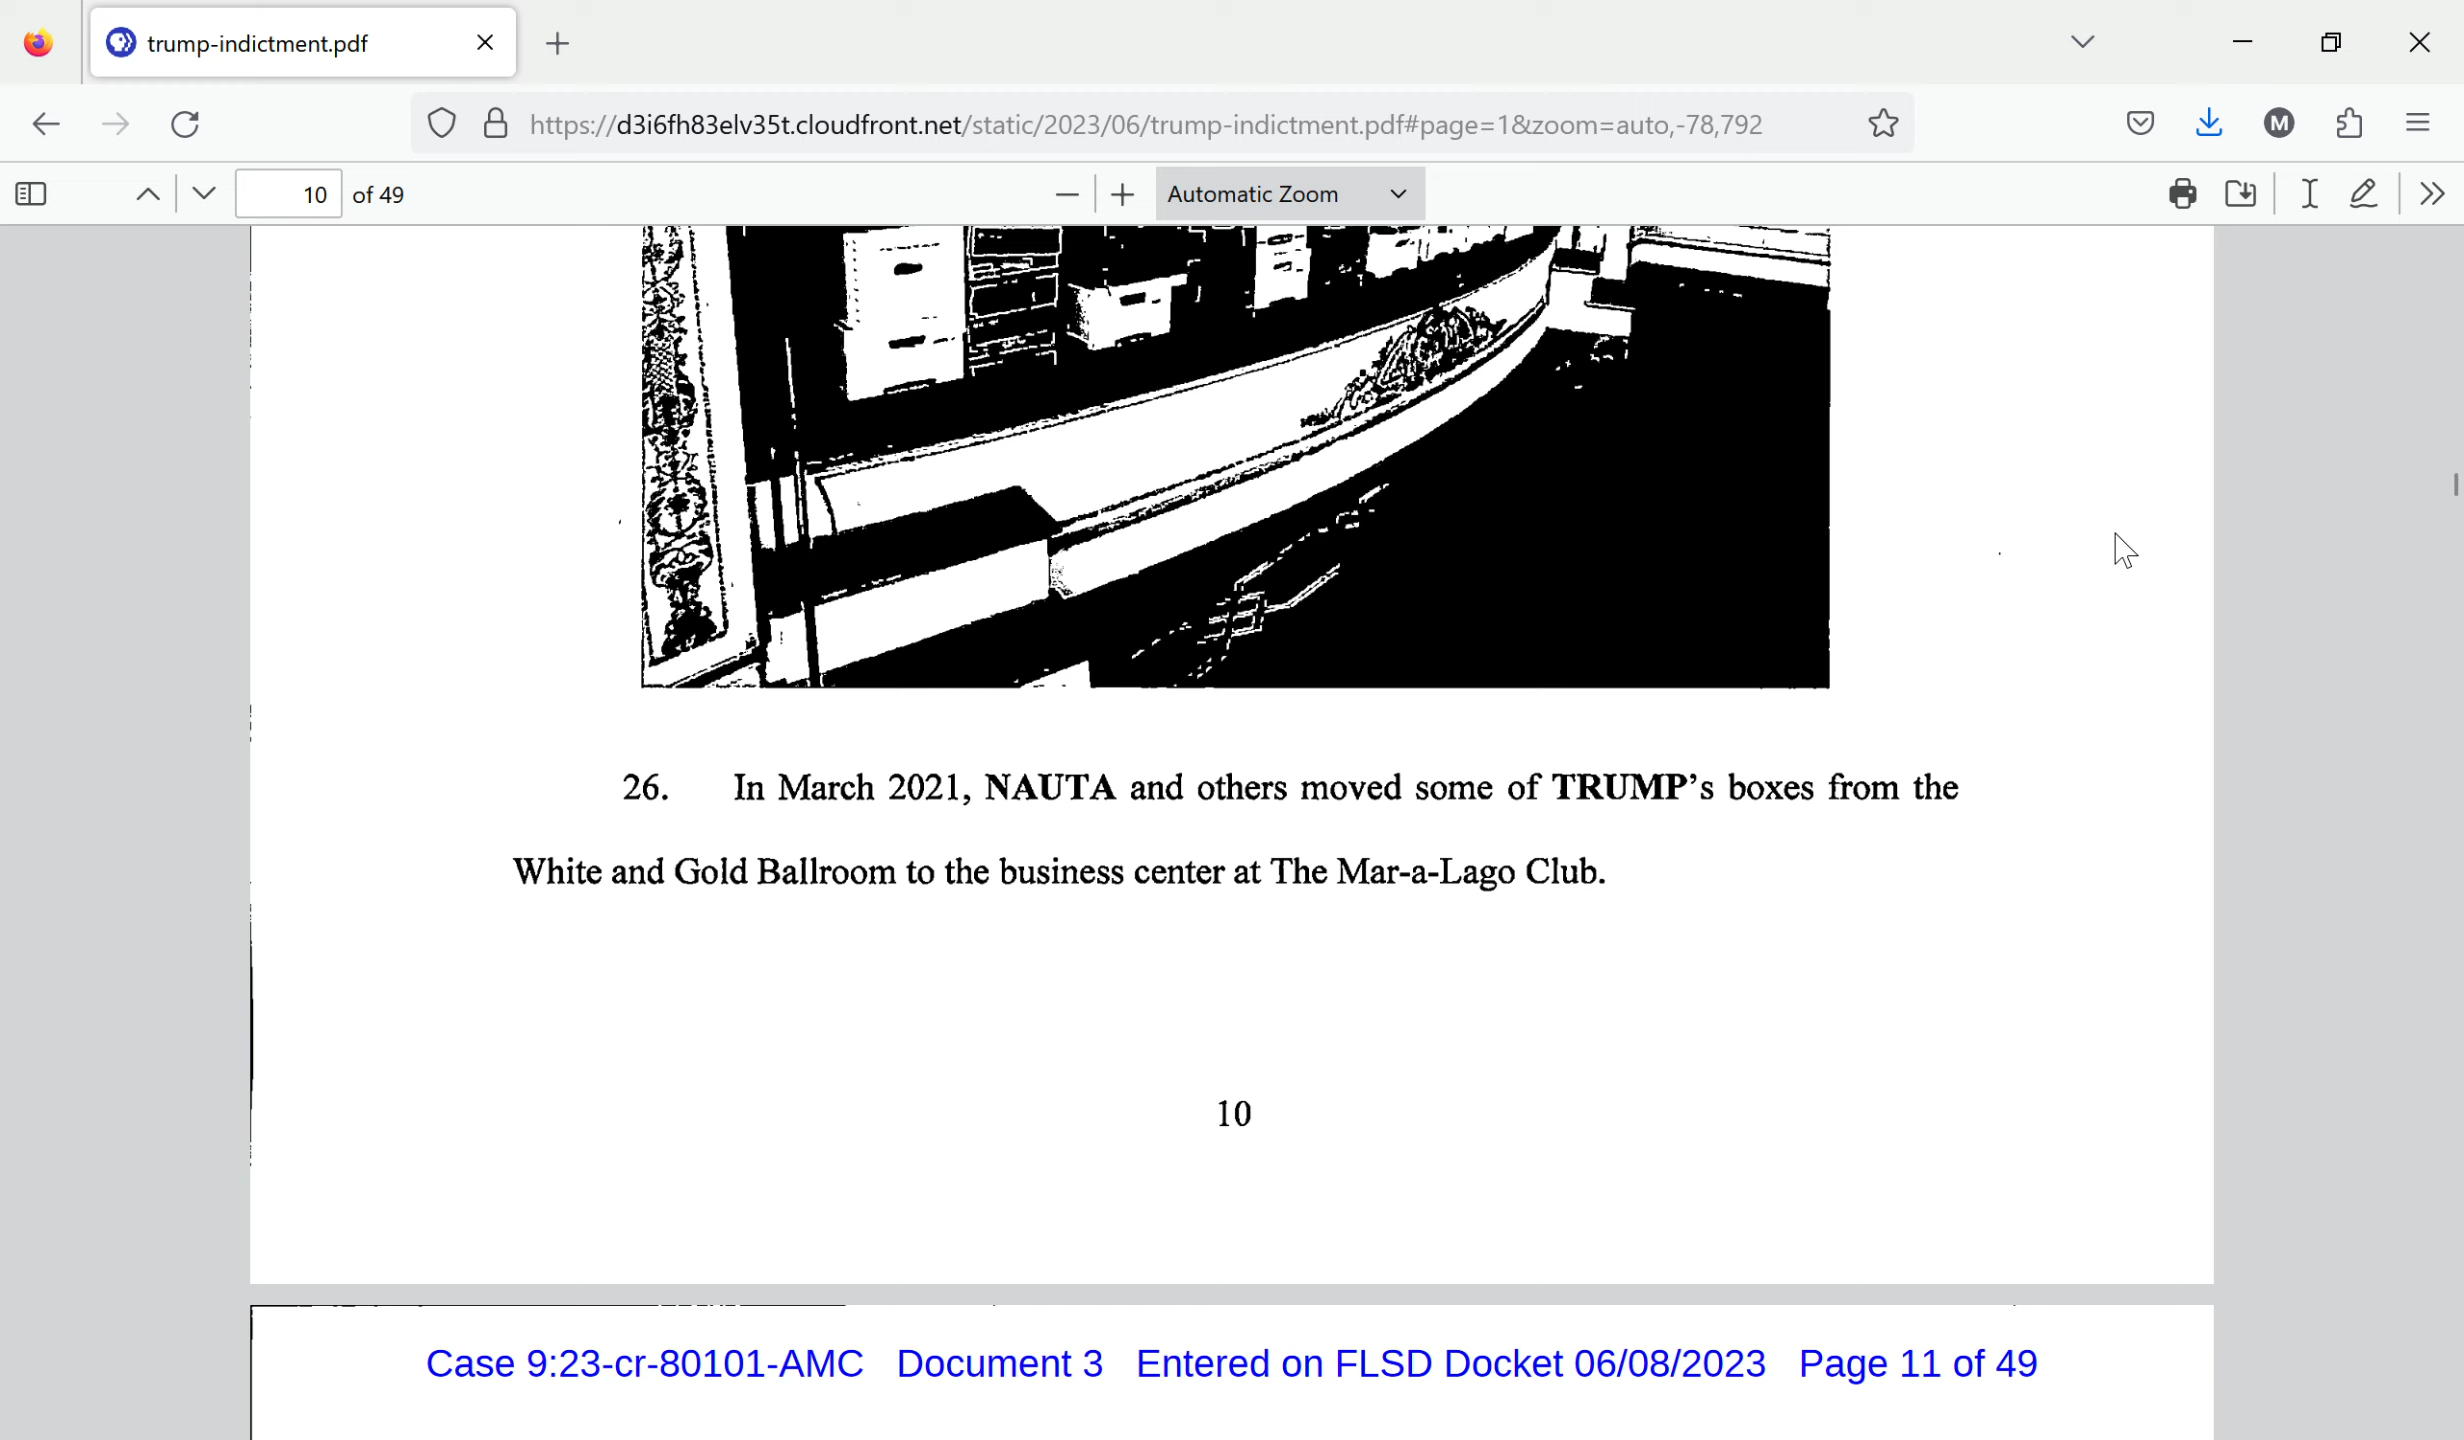 trump-indictment.pdf
https://d3i6fh83elv35t.cloudfront.net/static/2023/06/trump-indictment.pdf#page=1&zoom=auto,-78,792
M
10 of 49
Automatic Zoom
26. In March 2021, NAUTA and others moved some of TRUMP's boxes from the
White and Gold Ballroom to the business center at The Mar-a-Lago Club.
10
Case 9:23-cr-80101-AMC Document 3 Entered on FLSD Docket 06/08/2023 Page 11 of 49